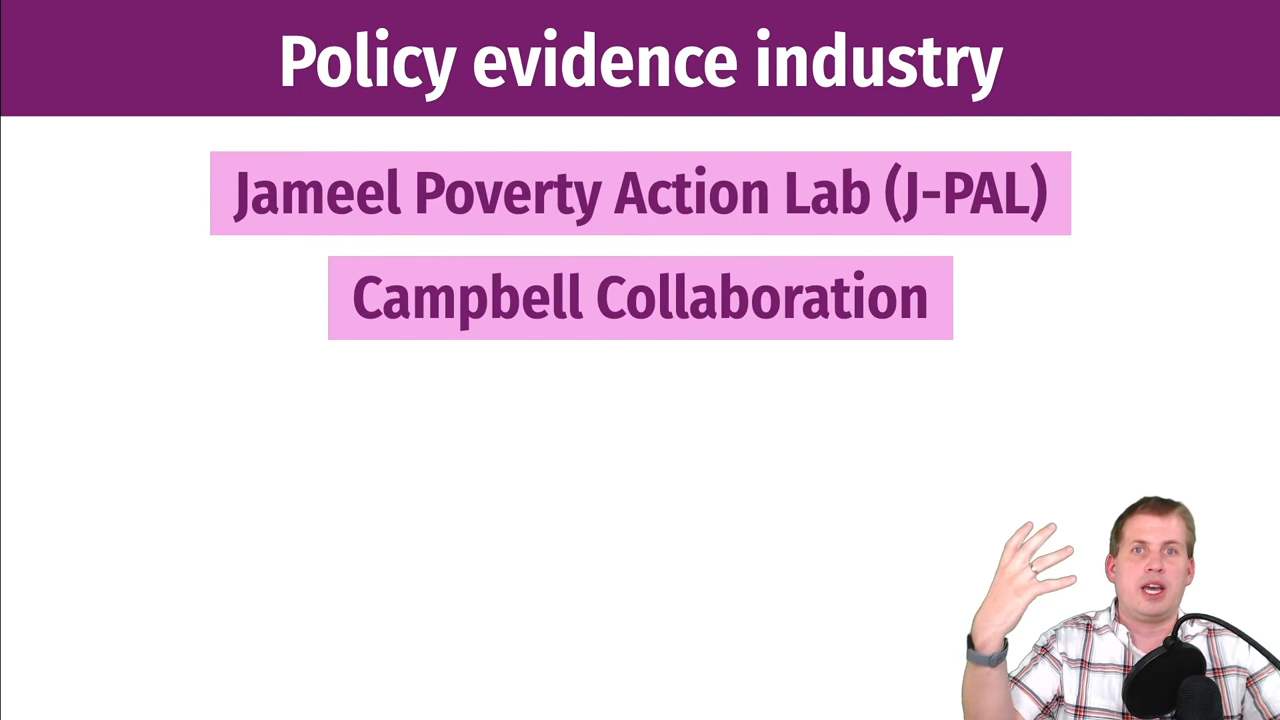 Policy evidence industry
Jameel Poverty Action Lab (J-PAL)
Campbell Collaboration